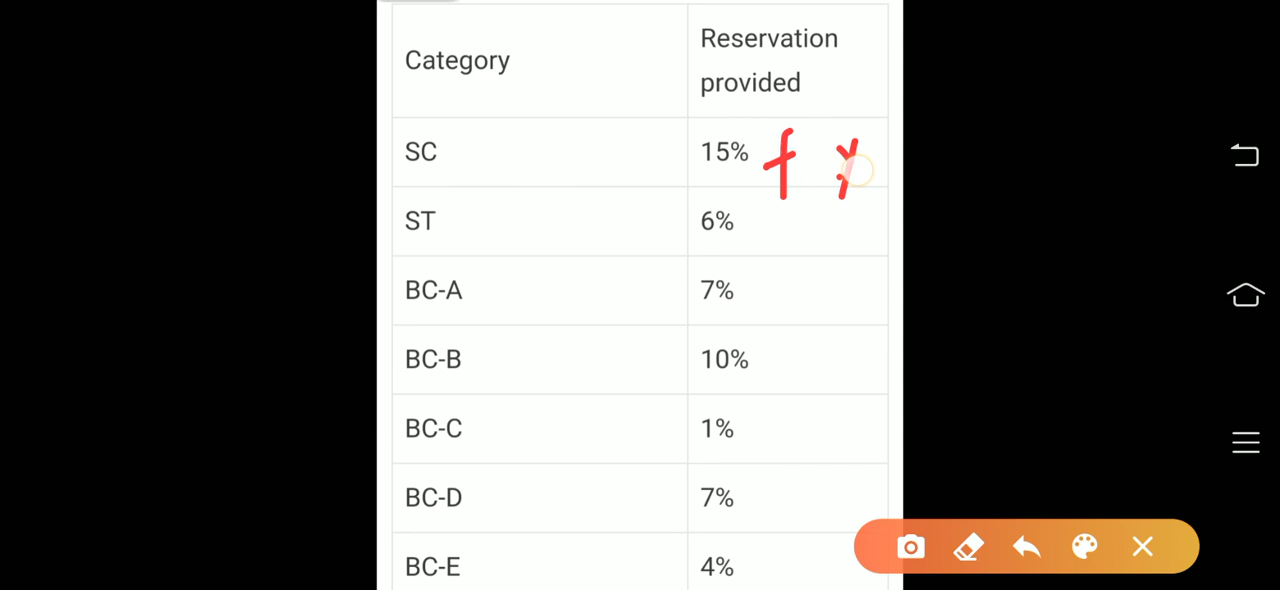 Category
Reservation
provided
SC 15%
ST 6%
BC-A 7%
BC-B 10%
BC-C 1%
BC-D 7%
BC-E 4%